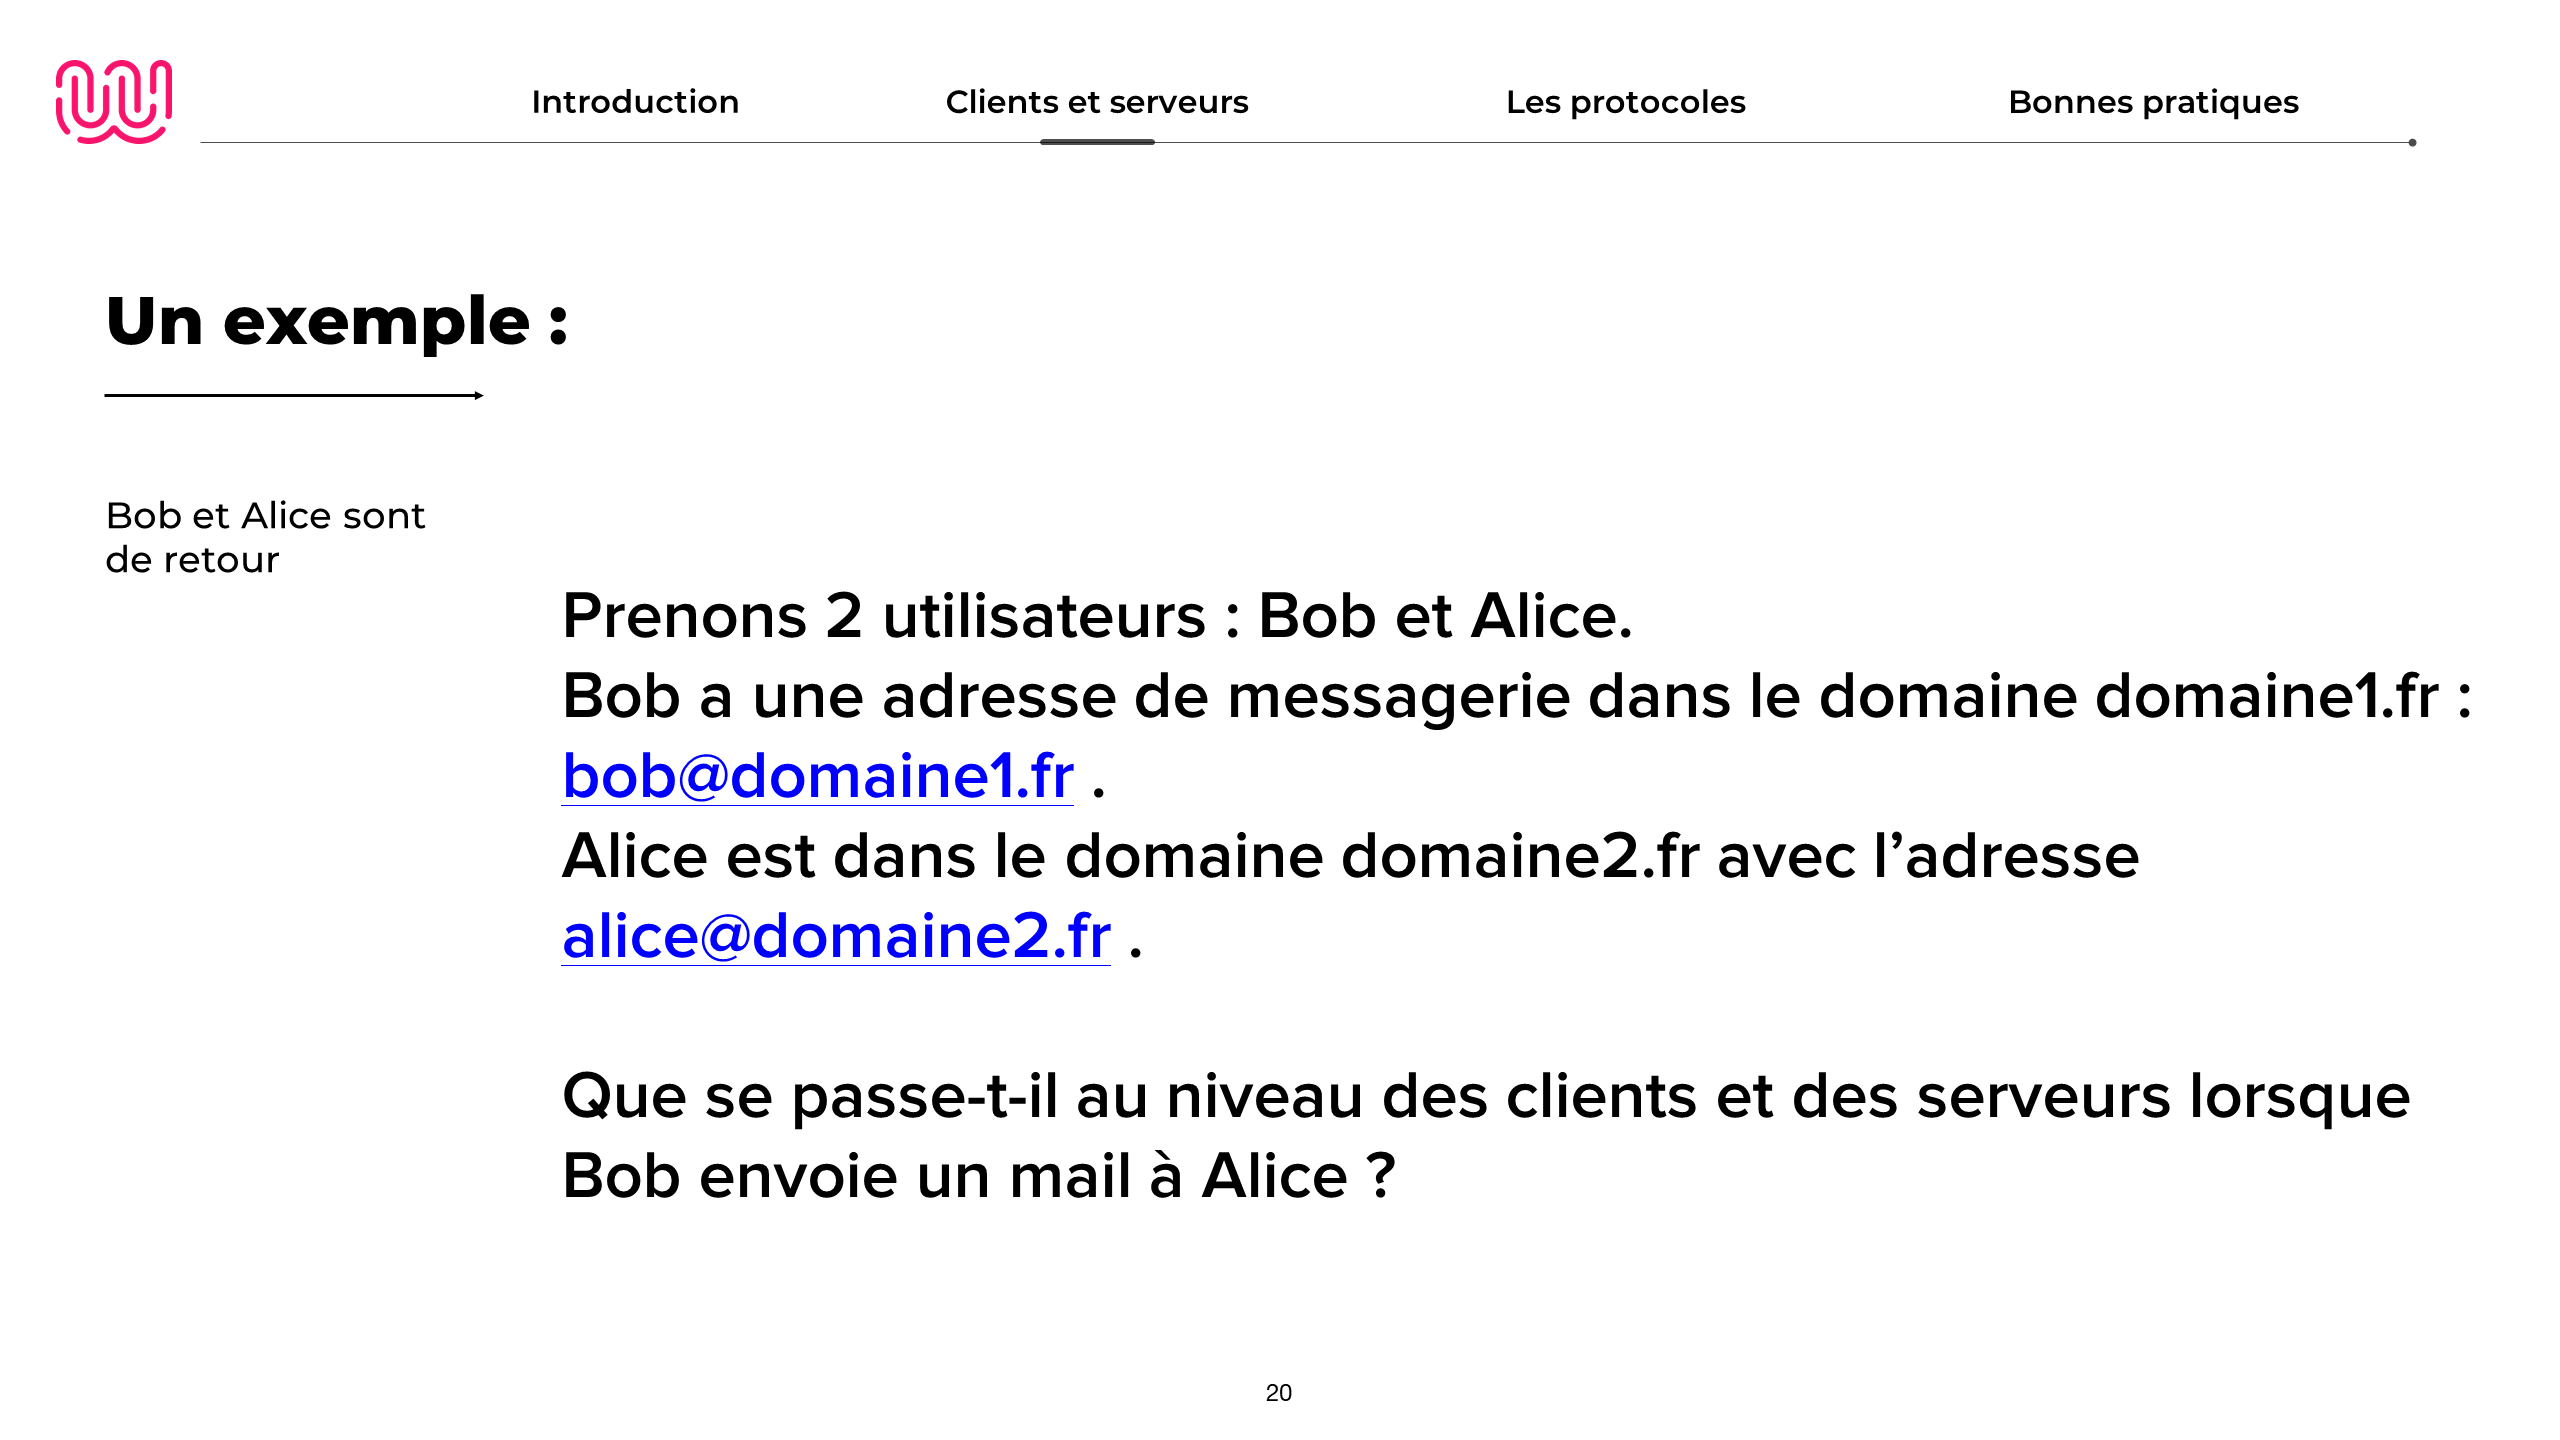 Introduction
Clients et serveurs
Les protocoles
Bonnes pratiques
Un exemple :
Bob et Alice sont
de retour
Prenons 2 utilisateurs : Bob et Alice.
Bob a une adresse de messagerie dans le domaine domaine1.fr :
bob@domaine1.fr .
Alice est dans le domaine domaine2.fr avec l’adresse
alice@domaine2.fr .
Que se passe-t-il au niveau des clients et des serveurs lorsque
Bob envoie un mail à Alice ?
20